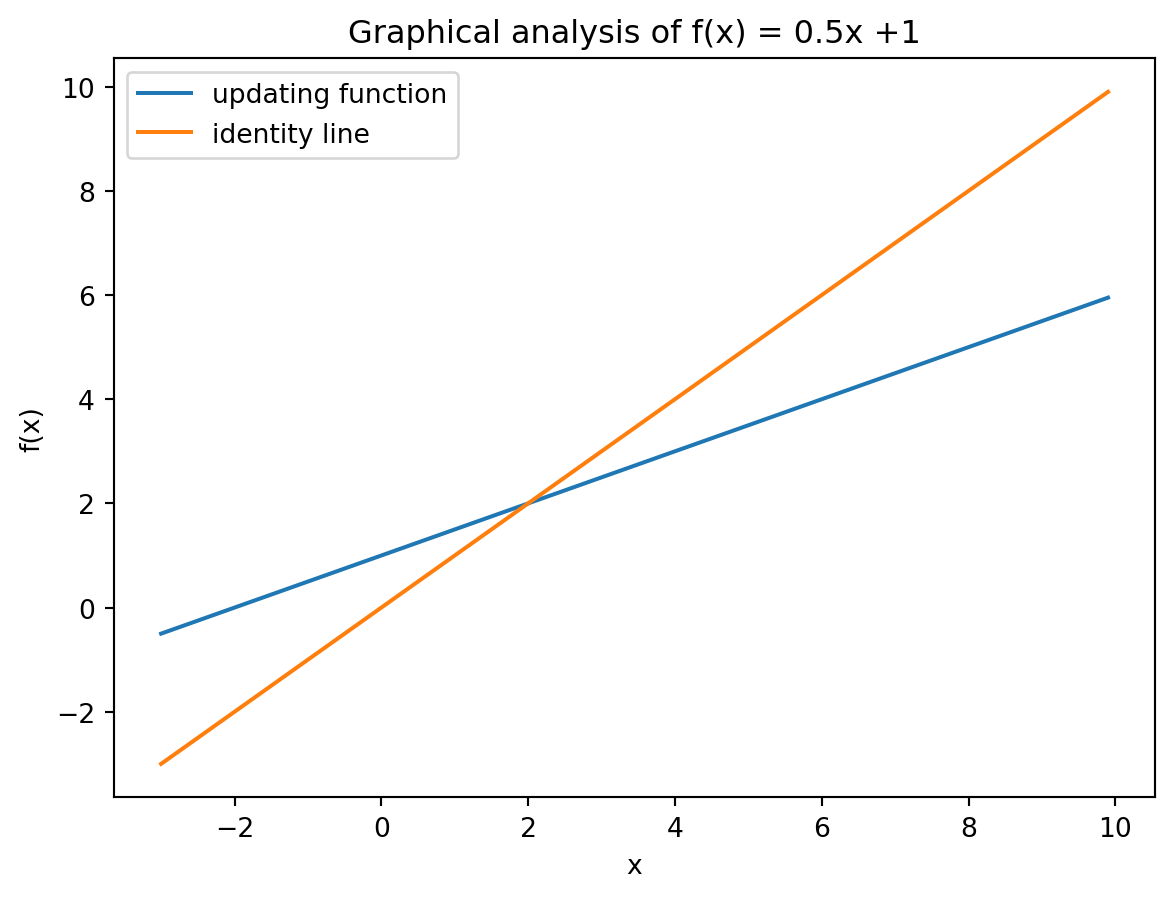 Graphical analysis of f(x) = 0.5x +1
updating function
identity line
10
8
6
4
2
0
−2
f(x)
−2
0
2
4
6
8
10
x